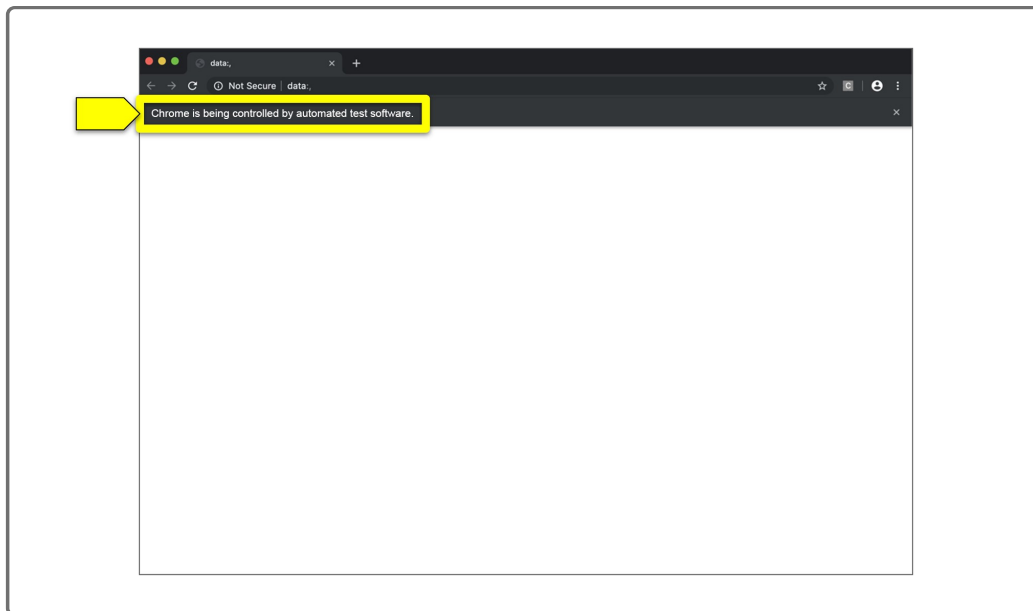 data:,
Not Secure | data:,
C
Chrome is being controlled by automated test software.